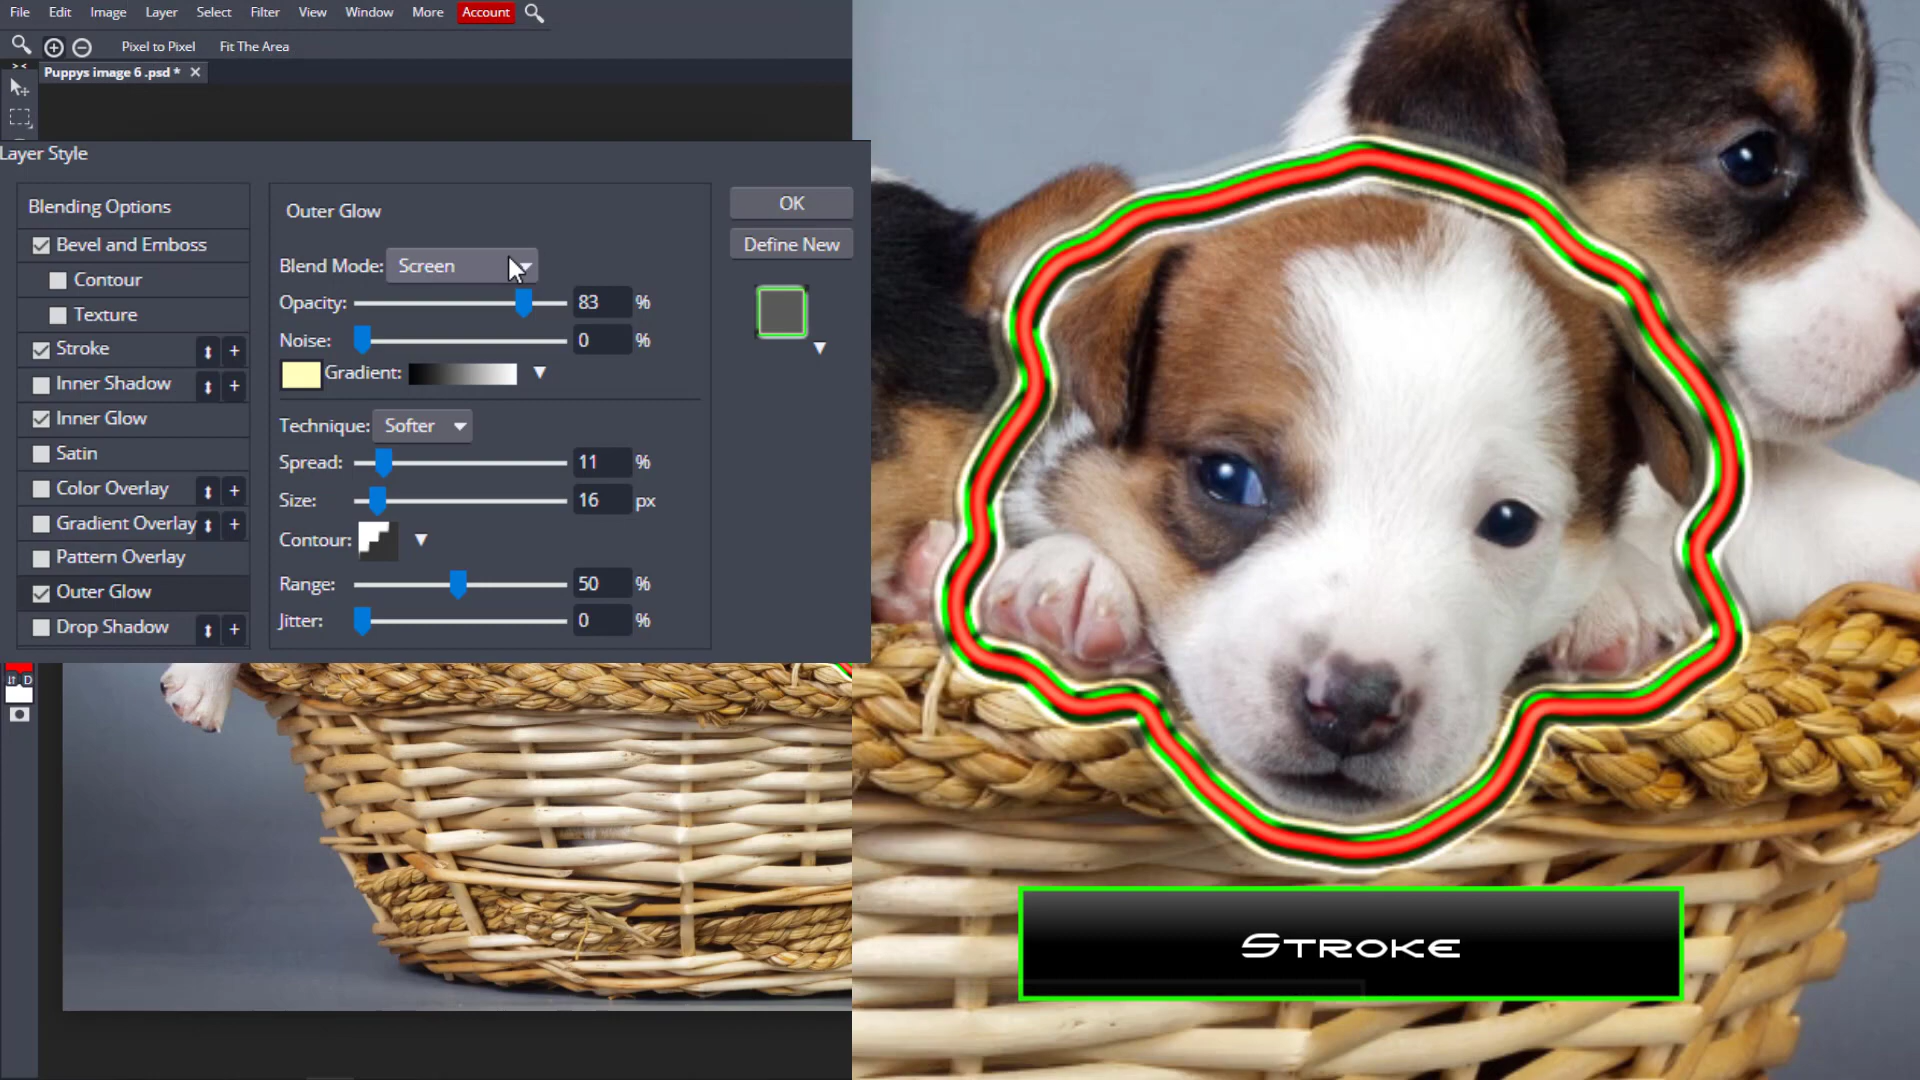 File Edit Image Layer Select Filter View Window More Account
Pixel to Pixel Fit The Area
Puppys image 6 .psd *
Layer Style
Blending Options
Bevel and Emboss
Contour
Texture
Stroke
Inner Shadow
Inner Glow
Satin
Color Overlay
Gradient Overlay
Pattern Overlay
Outer Glow
Drop Shadow
Outer Glow
Blend Mode: Screen
Opacity: 83 %
Noise: 0 %
Gradient:
Technique: Softer
Spread: 11 %
Size: 16 px
Contour:
Range: 50 %
Jitter: 0 %
OK
Define New
D
Stroke